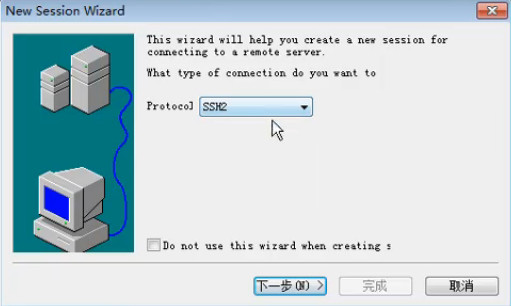 New Session Wizard
This wizard will help you create a new session for
connecting to a remote server.
What type of connection do you want to
Protocol SSH2
Do not use this wizard when creating s
下一步(N) > 完成 取消